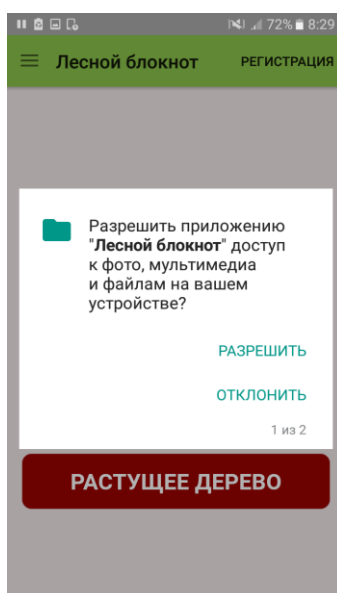 72% 8:29
Лесной блокнот РЕГИСТРАЦИЯ
Разрешить приложению
"Лесной блокнот" доступ
к фото, мультимедиа
и файлам на вашем
устройстве?
РАЗРЕШИТЬ
ОТКЛОНИТЬ
1 из 2
РАСТУЩЕЕ ДЕРЕВО